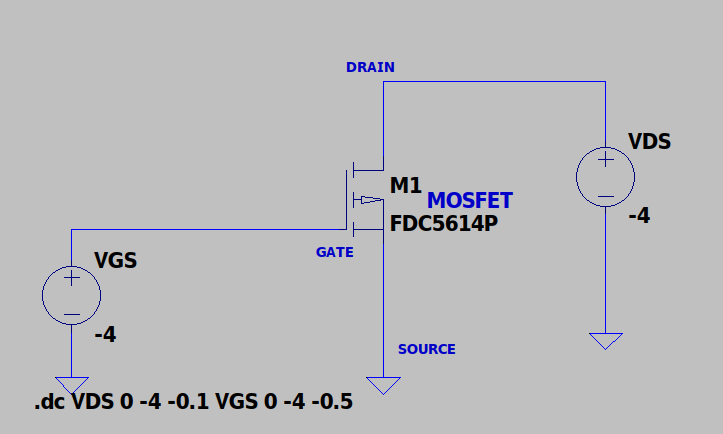 DRAIN
VDS
M1
MOSFET
-4
FDC5614P
GATE
VGS
-4
SOURCE
.dc VDS 0 -4 -0.1 VGS 0 -4 -0.5